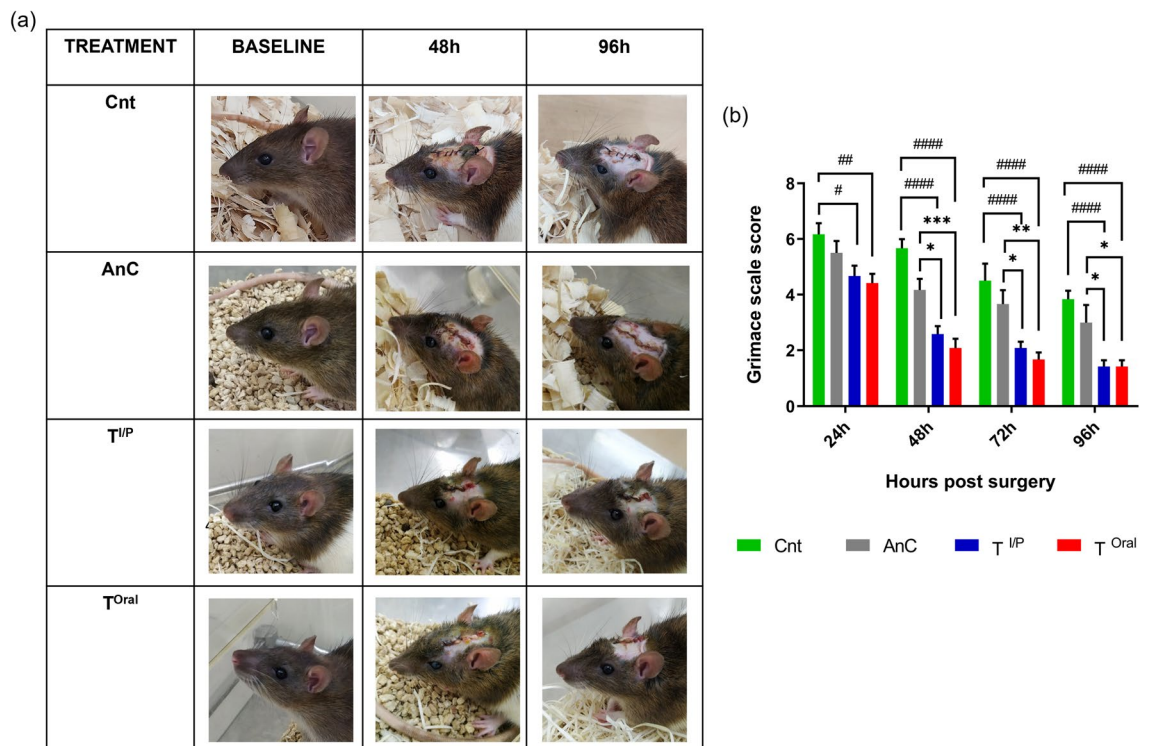 (a)
TREATMENT BASELINE 48h 96h
Cnt
AnC
T I/P
T Oral
(b)
## #### #### ####
# #### #### ####
*** ** *
* * *
8
6
4
2
0
Grimace scale score
24h 48h 72h 96h
Hours post surgery
Cnt AnC T I/P T Oral